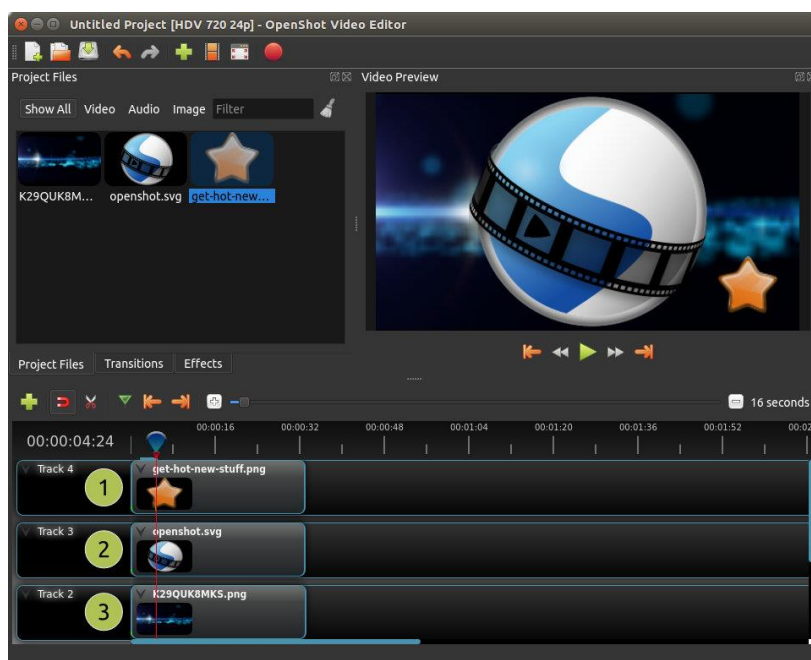 Untitled Project [HDV 720 24p] - OpenShot Video Editor
Project Files
Video Preview
Show All Video Audio Image Filter
K29QUK8M... openshot.svg get-hot-new...
Project Files Transitions Effects
16 seconds
00:00:04:24
00:00:16 00:00:32 00:00:48 00:01:04 00:01:20 00:01:36 00:01:52 00:02
Track 4 1 get-hot-new-stuff.png
Track 3 2 openshot.svg
Track 2 3 K29QUK8MKS.png